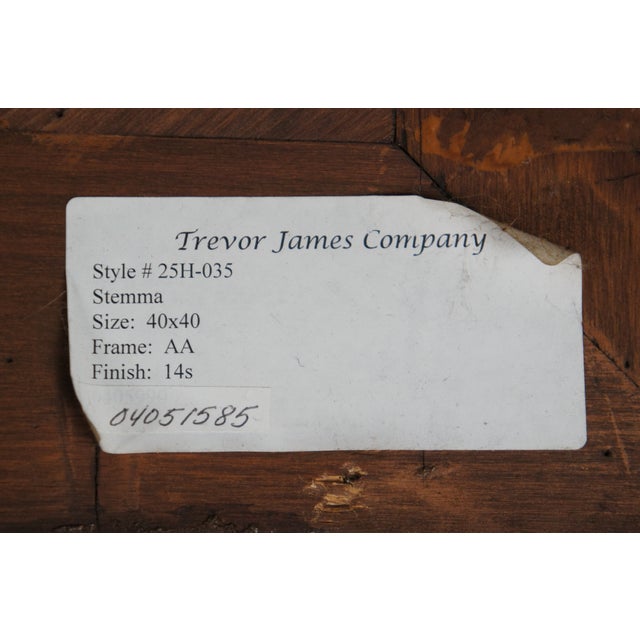 Trevor James Company
Style # 25H-035
Stemma
Size: 40x40
Frame: AA
Finish: 14s
04051585